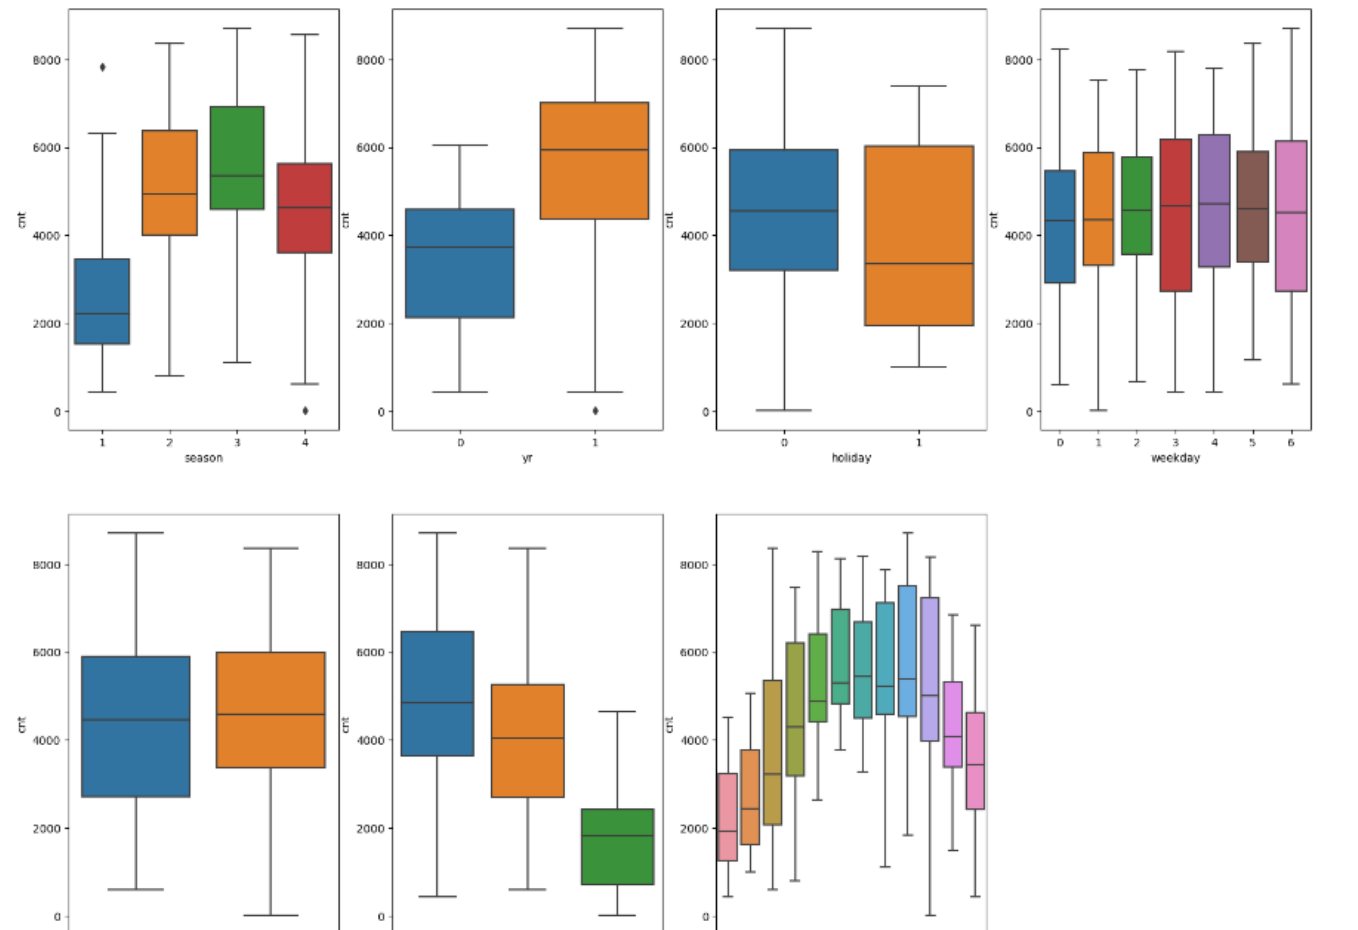 8000 8000 8000 8000
6000 6000 6000 6000
cnt cnt cnt cnt
4000 4000 4000 4000
2000 2000 2000 2000
0 0 0 0
1 2 3 4 0 1 0 1 0 1 2 3 4 5 6
season yr holiday weekday
8000 8000 8000
6000 6000 6000
cnt cnt cnt
4000 4000 4000
2000 2000 2000
0 0 0